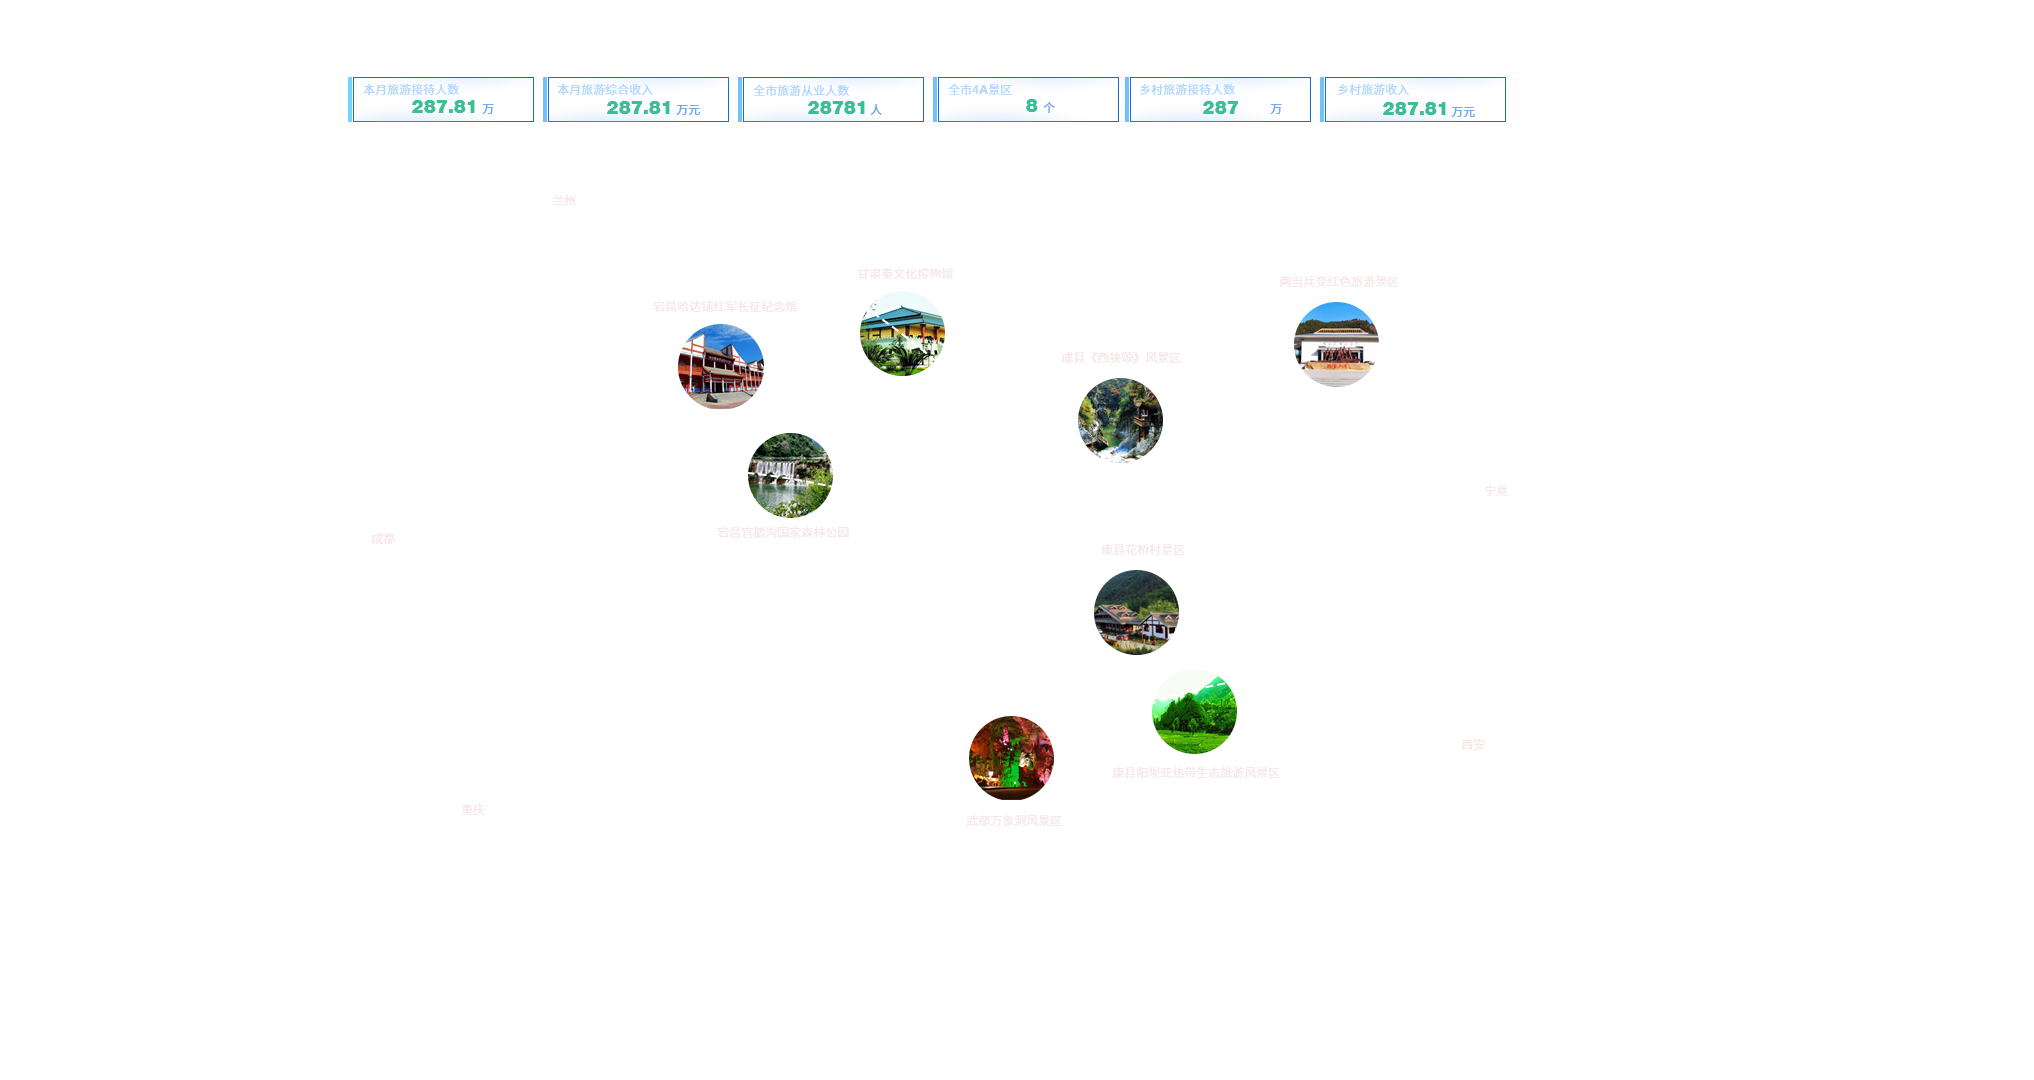 本月旅游接待人数
287.81 万
本月旅游综合收入
287.81 万元
全市旅游从业人数
28781 人
全市4A景区
8 个
乡村旅游接待人数
287 万
乡村旅游收入
287.81 万元
兰州
甘肃秦文化博物馆
两当兵变红色旅游景区
宕昌哈达铺红军长征纪念馆
成县《西狭颂》风景区
宁夏
宕昌官鹅沟国家森林公园
成都
康县花桥村景区
西安
康县阳坝亚热带生态旅游风景区
重庆
武都万象洞风景区